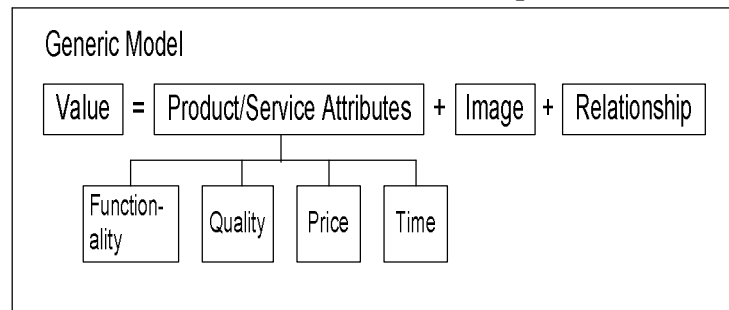 Generic Model
Value = Product/Service Attributes + Image + Relationship
Function-
ality
Quality
Price
Time